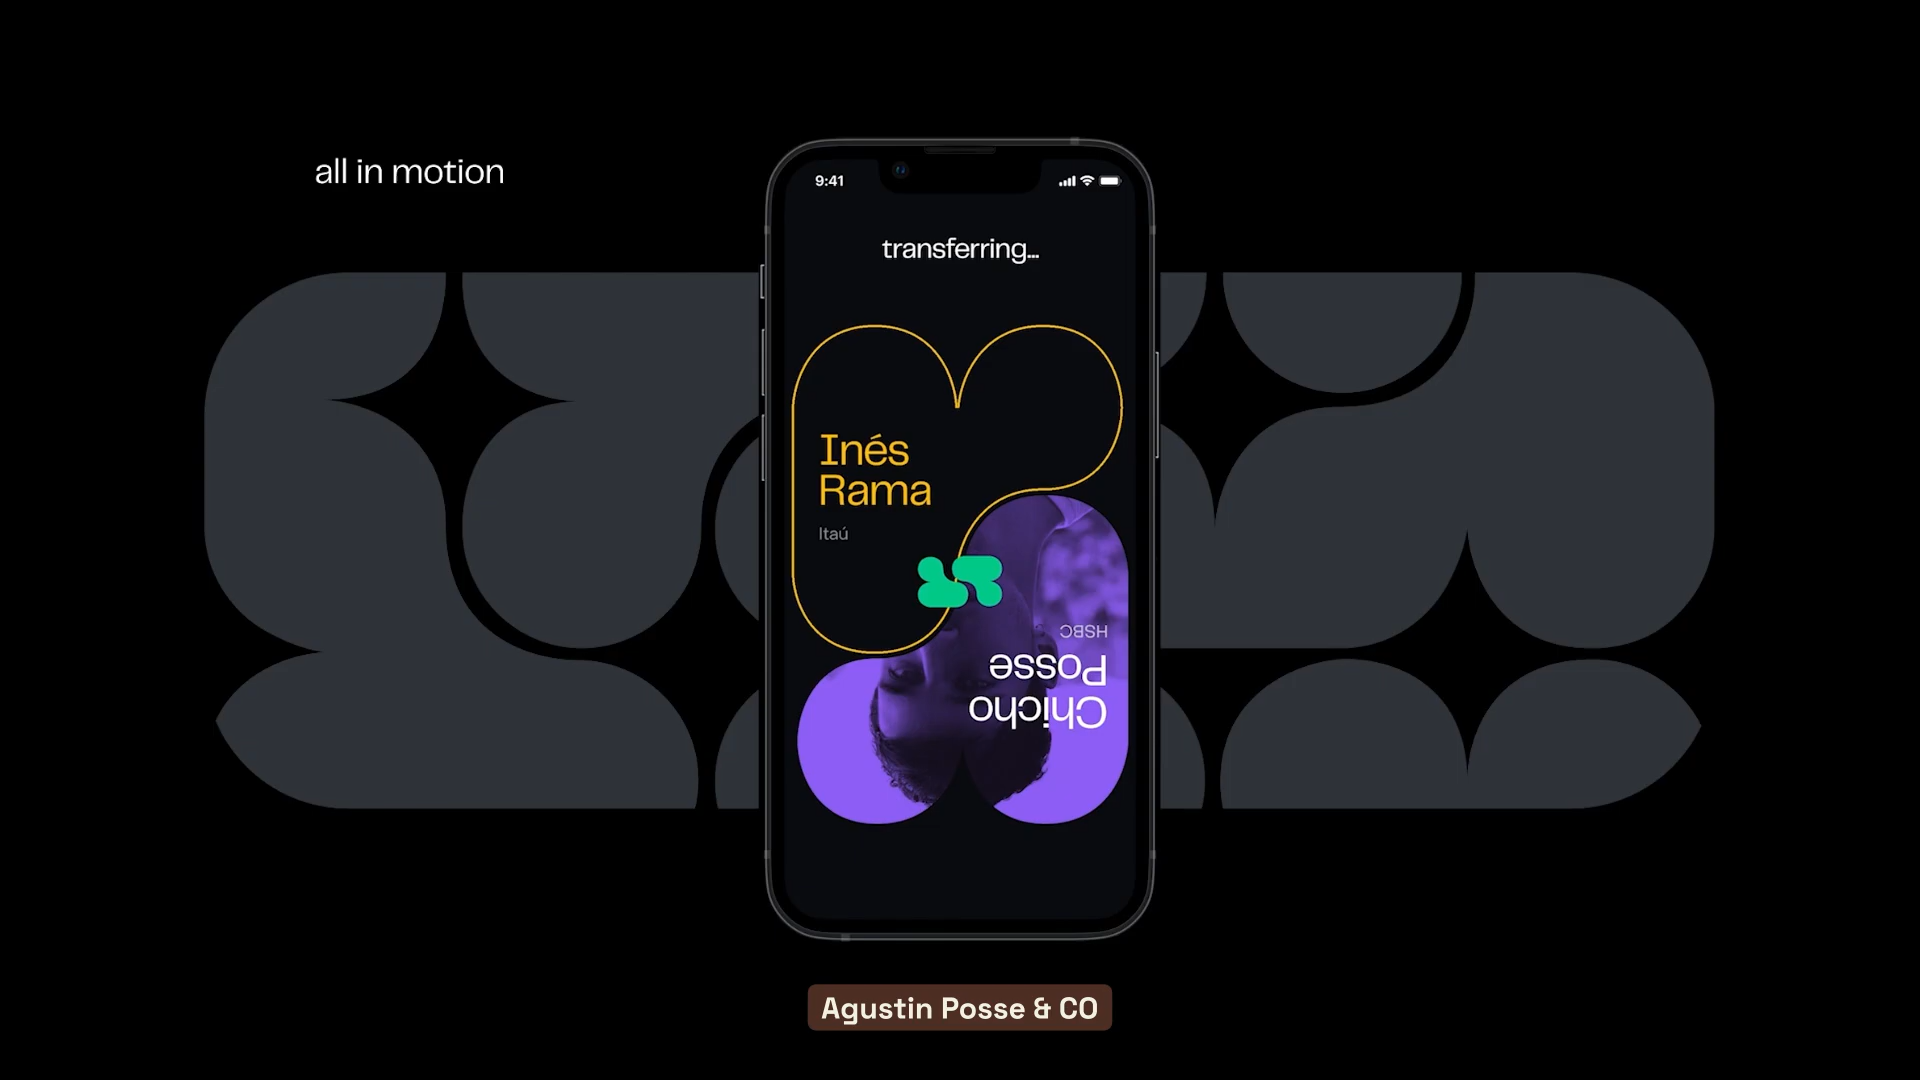 all in motion
9:41
transferring...
Inés
Rama
Itaú
HSBC
Posse
Chicho
Agustin Posse & CO